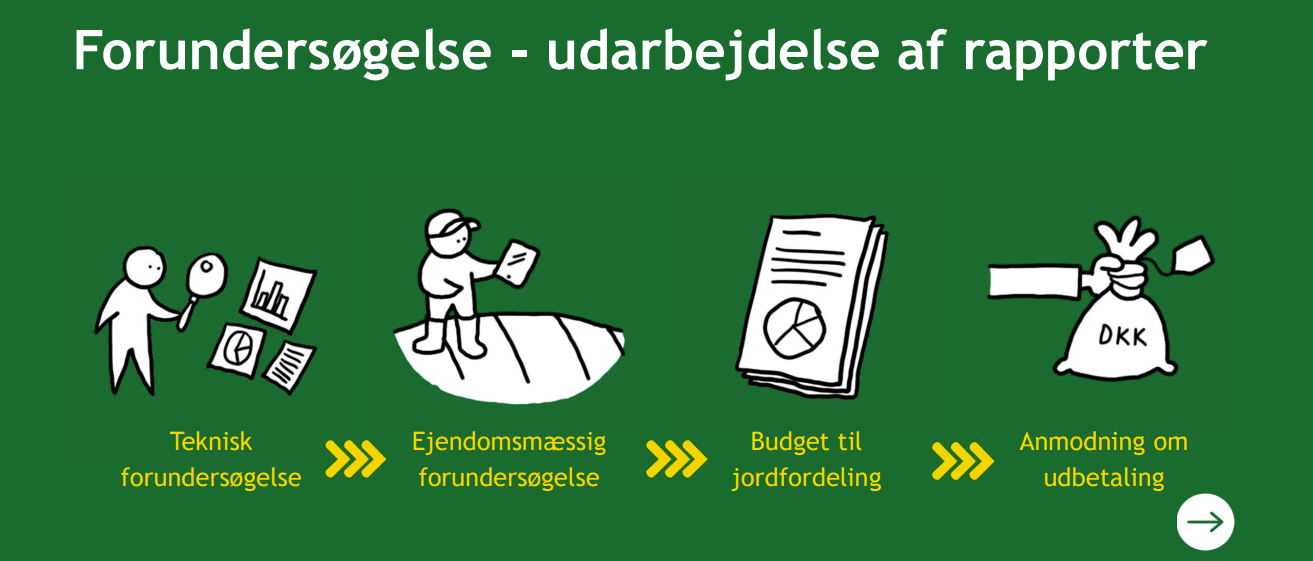 Forundersøgelse - udarbejdelse af rapporter
DKK
Teknisk
forundersøgelse
Ejendomsmæssig
forundersøgelse
Budget til
jordfordeling
Anmodning om
udbetaling